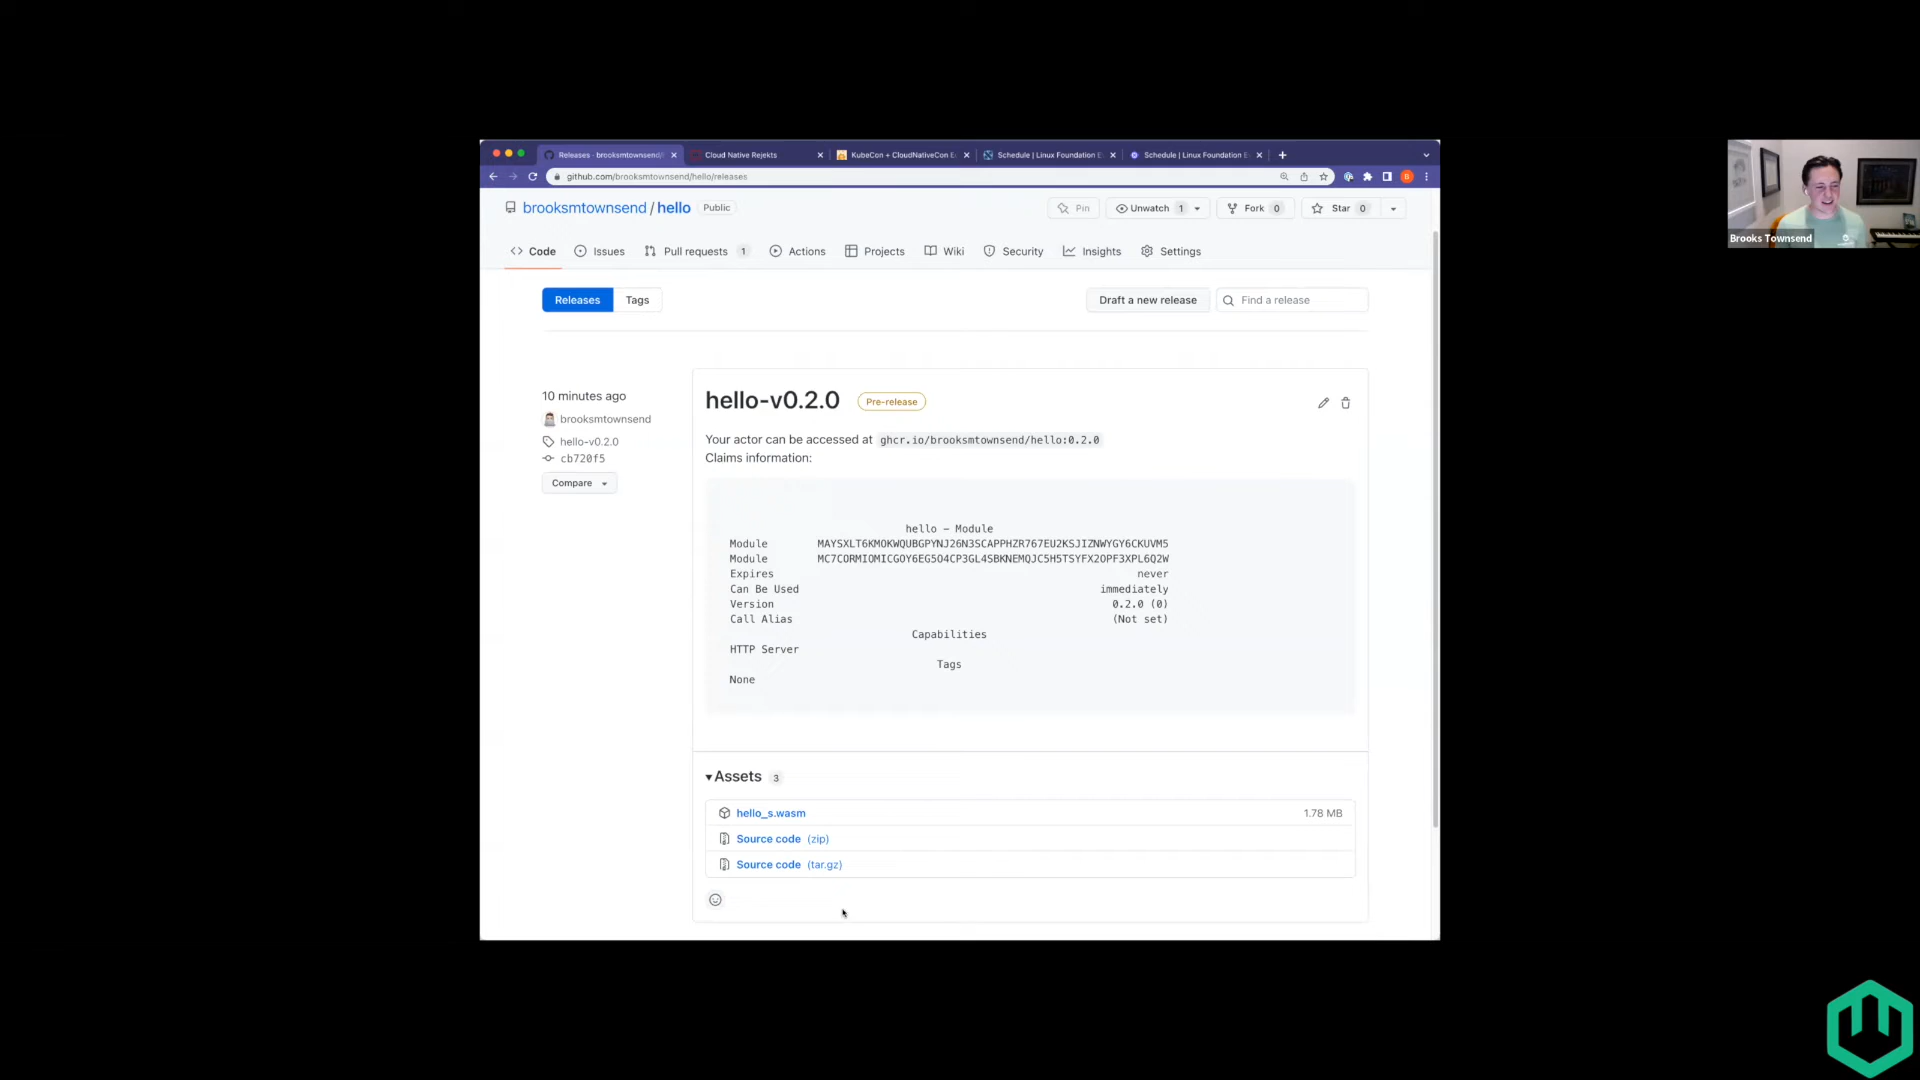 Releases · brooksmtownsend/
Cloud Native Rejekts
KubeCon + CloudNativeCon E
Schedule | Linux Foundation E
Schedule | Linux Foundation E
github.com/brooksmtownsend/hello/releases
brooksmtownsend / hello Public
Pin
Unwatch 1
Fork 0
Star 0
Brooks Townsend
Code
Issues
Pull requests 1
Actions
Projects
Wiki
Security
Insights
Settings
Releases
Tags
Draft a new release
Find a release
10 minutes ago
brooksmtownsend
hello-v0.2.0
cb720f5
Compare
hello-v0.2.0 Pre-release
Your actor can be accessed at ghcr.io/brooksmtownsend/hello:0.2.0
Claims information:
hello - Module
Module MAYSXLT6KMOKWQUBGPYNJ26N3SCAPPHZR767EU2KSJIZNWYGY6CKUVM5
Module MC7CORMIOMICGOY6EG5O4CP3GL4SBKNEMQJC5H5TSYFX2OPF3XPL6Q2W
Expires never
Can Be Used immediately
Version 0.2.0 (0)
Call Alias (Not set)
Capabilities
HTTP Server
Tags
None
Assets 3
hello_s.wasm 1.78 MB
Source code (zip)
Source code (tar.gz)